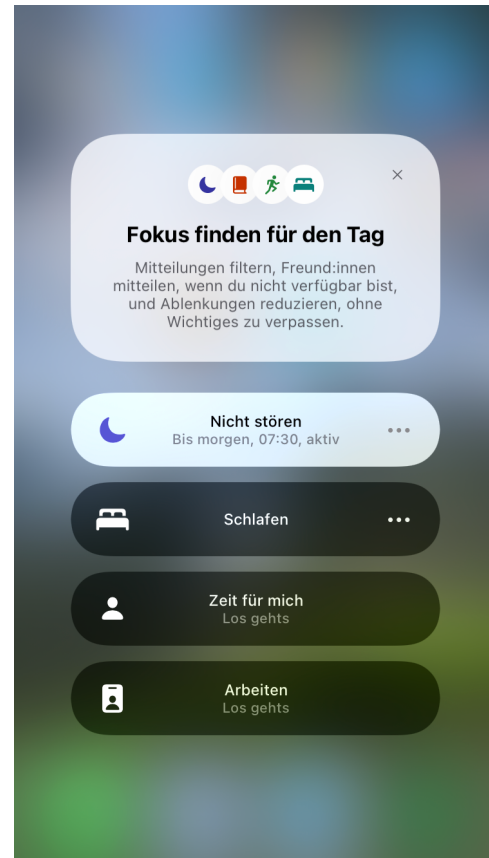 Fokus finden für den Tag
Mitteilungen filtern, Freund:innen
mitteilen, wenn du nicht verfügbar bist,
und Ablenkungen reduzieren, ohne
Wichtiges zu verpassen.
Nicht stören
Bis morgen, 07:30, aktiv
Schlafen
Zeit für mich
Los gehts
Arbeiten
Los gehts